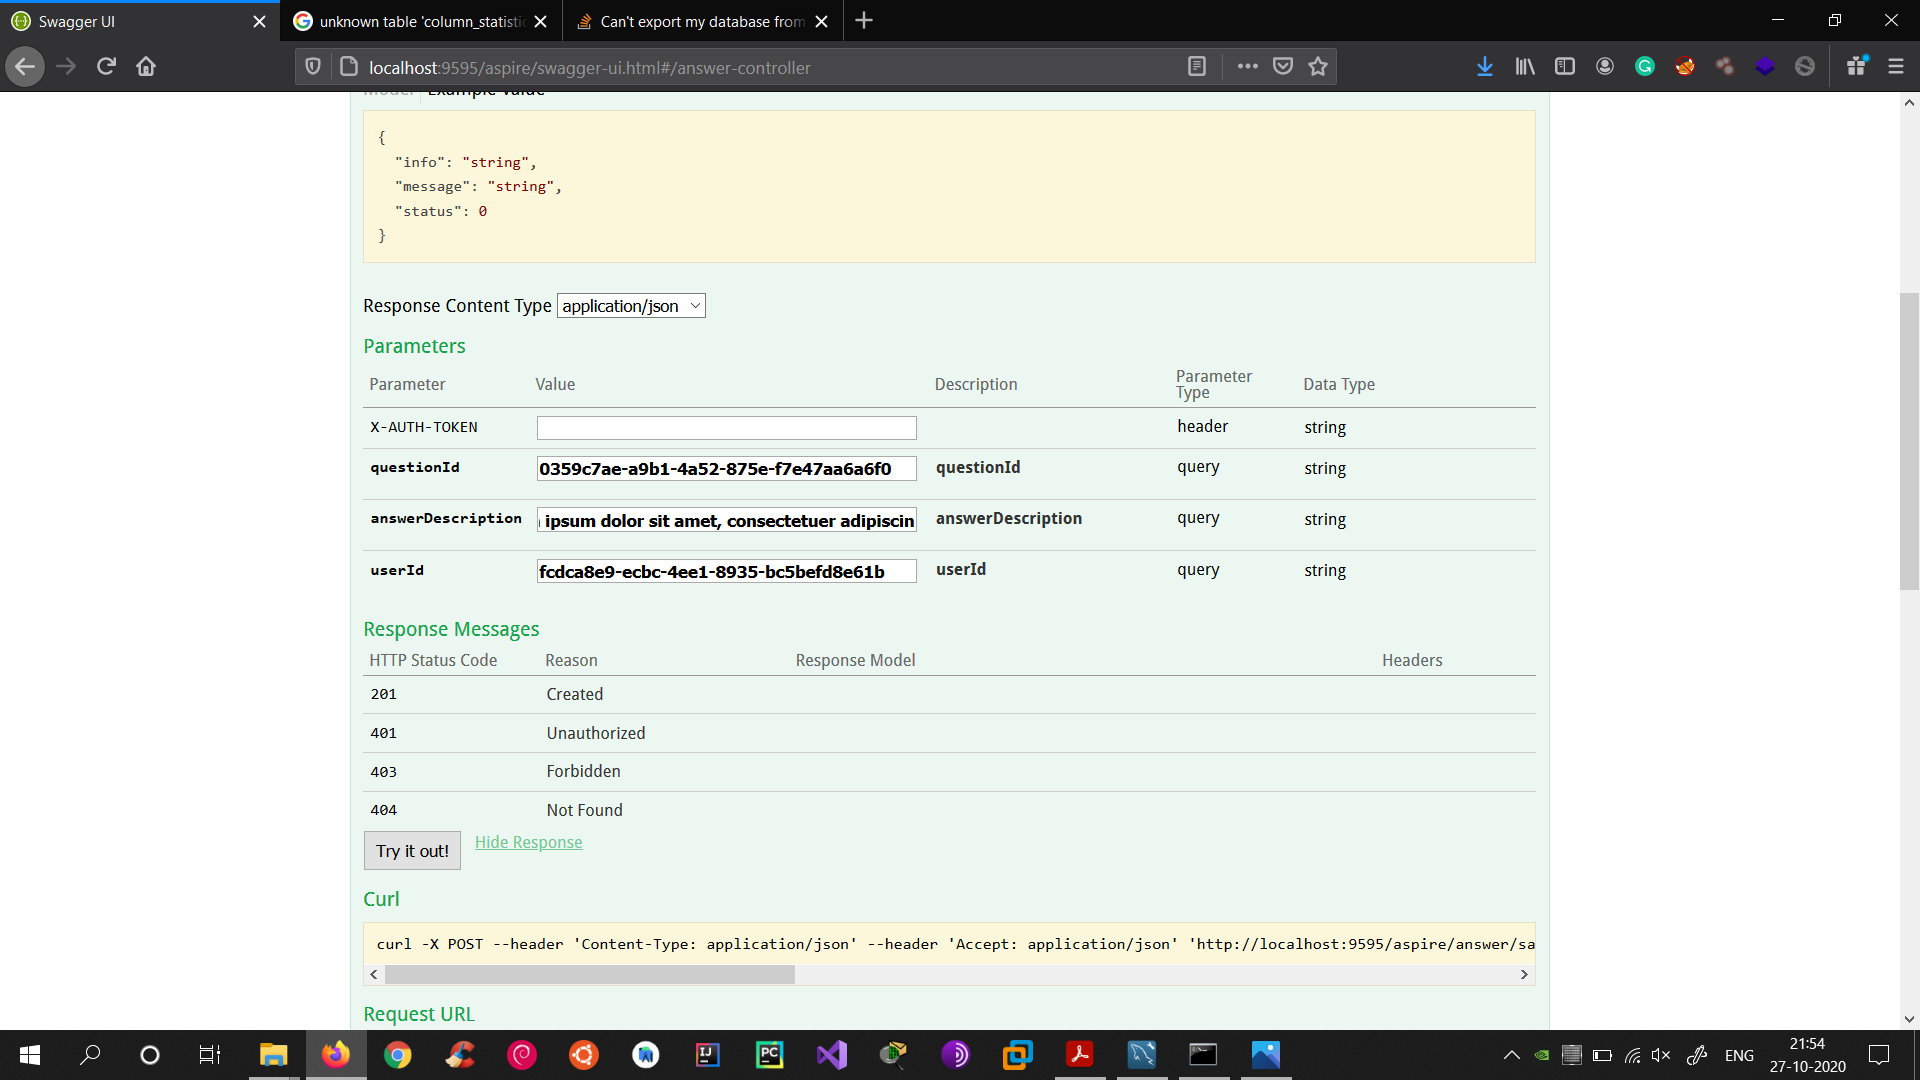 Swagger UI
unknown table 'column_statistic
Can't export my database from
localhost:9595/aspire/swagger-ui.html#/answer-controller
Model Example Value
{
"info": "string",
"message": "string",
"status": 0
}
Response Content Type application/json
Parameters
Parameter Value Description Parameter Type Data Type
X-AUTH-TOKEN header string
questionId 0359c7ae-a9b1-4a52-875e-f7e47aa6a6f0 questionId query string
answerDescription ipsum dolor sit amet, consectetuer adipiscin answerDescription query string
userId fcdca8e9-ecbc-4ee1-8935-bc5befd8e61b userId query string
Response Messages
HTTP Status Code Reason Response Model Headers
201 Created
401 Unauthorized
403 Forbidden
404 Not Found
Try it out! Hide Response
Curl
curl -X POST --header 'Content-Type: application/json' --header 'Accept: application/json' 'http://localhost:9595/aspire/answer/sa
Request URL
ENG
21:54
27-10-2020